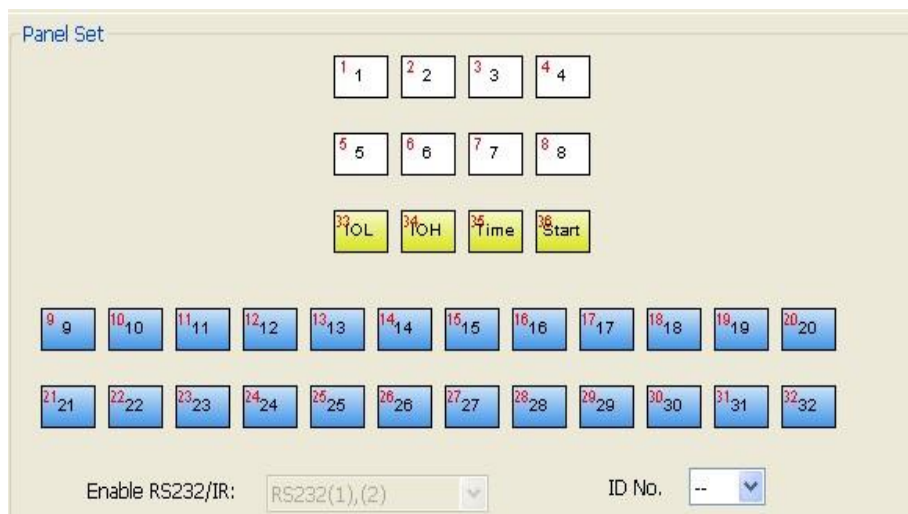 Panel Set
1 1 2 2 3 3 4 4
5 5 6 6 7 7 8 8
33 IOL 34 IOH 35 Time 36 Start
9 9 10 10 11 11 12 12 13 13 14 14 15 15 16 16 17 17 18 18 19 19 20 20
21 21 22 22 23 23 24 24 25 25 26 26 27 27 28 28 29 29 30 30 31 31 32 32
Enable RS232/IR: RS232(1),(2) ID No. --